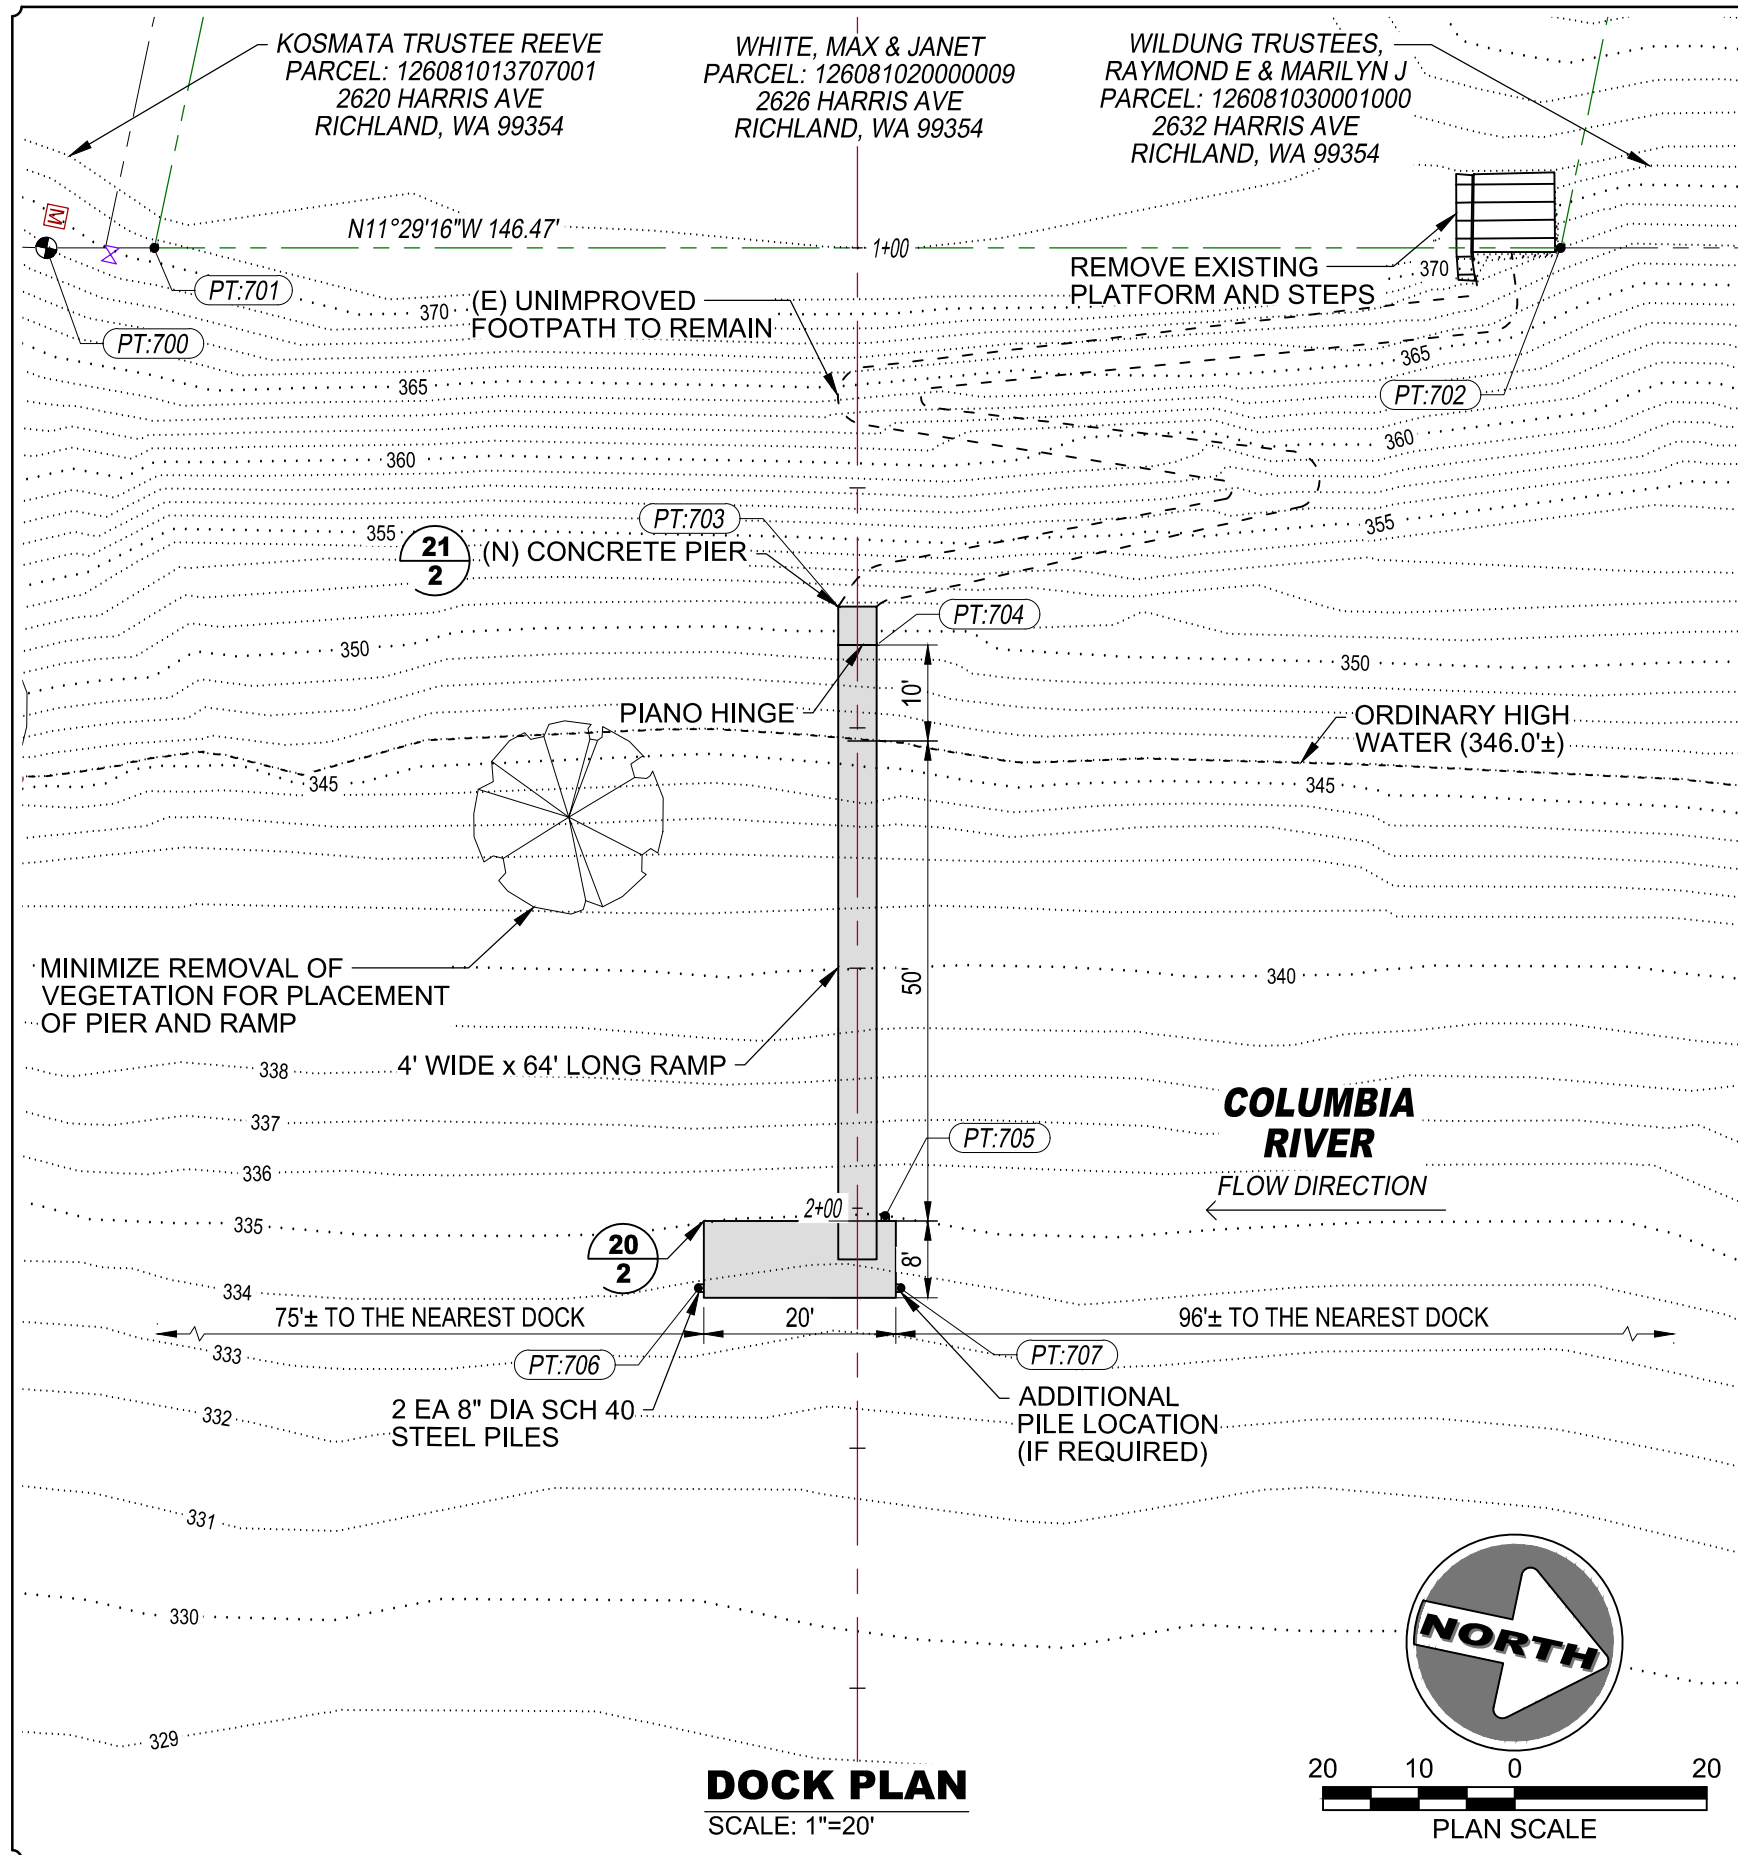 KOSMATA TRUSTEE REEVE
PARCEL: 126081013707001
2620 HARRIS AVE
RICHLAND, WA 99354
WHITE, MAX & JANET
PARCEL: 126081020000009
2626 HARRIS AVE
RICHLAND, WA 99354
WILDUNG TRUSTEES,
RAYMOND E & MARILYN J
PARCEL: 126081030001000
2632 HARRIS AVE
RICHLAND, WA 99354
M
N11°29'16"W 146.47'
1+00
X
PT:701
PT:700
(E) UNIMPROVED
FOOTPATH TO REMAIN
REMOVE EXISTING
PLATFORM AND STEPS
370
370
365
365
PT:702
360
360
355
355
PT:703
21
2
(N) CONCRETE PIER
PT:704
350
350
10'
PIANO HINGE
ORDINARY HIGH
WATER (346.0'±)
345
345
MINIMIZE REMOVAL OF
VEGETATION FOR PLACEMENT
OF PIER AND RAMP
50'
340
4' WIDE x 64' LONG RAMP
338
337
336
335
334
333
332
331
330
329
COLUMBIA
RIVER
FLOW DIRECTION
PT:705
2+00
20
2
8'
75'± TO THE NEAREST DOCK
20'
96'± TO THE NEAREST DOCK
PT:706
PT:707
2 EA 8" DIA SCH 40
STEEL PILES
ADDITIONAL
PILE LOCATION
(IF REQUIRED)
NORTH
DOCK PLAN
SCALE: 1"=20'
20 10 0 20
PLAN SCALE